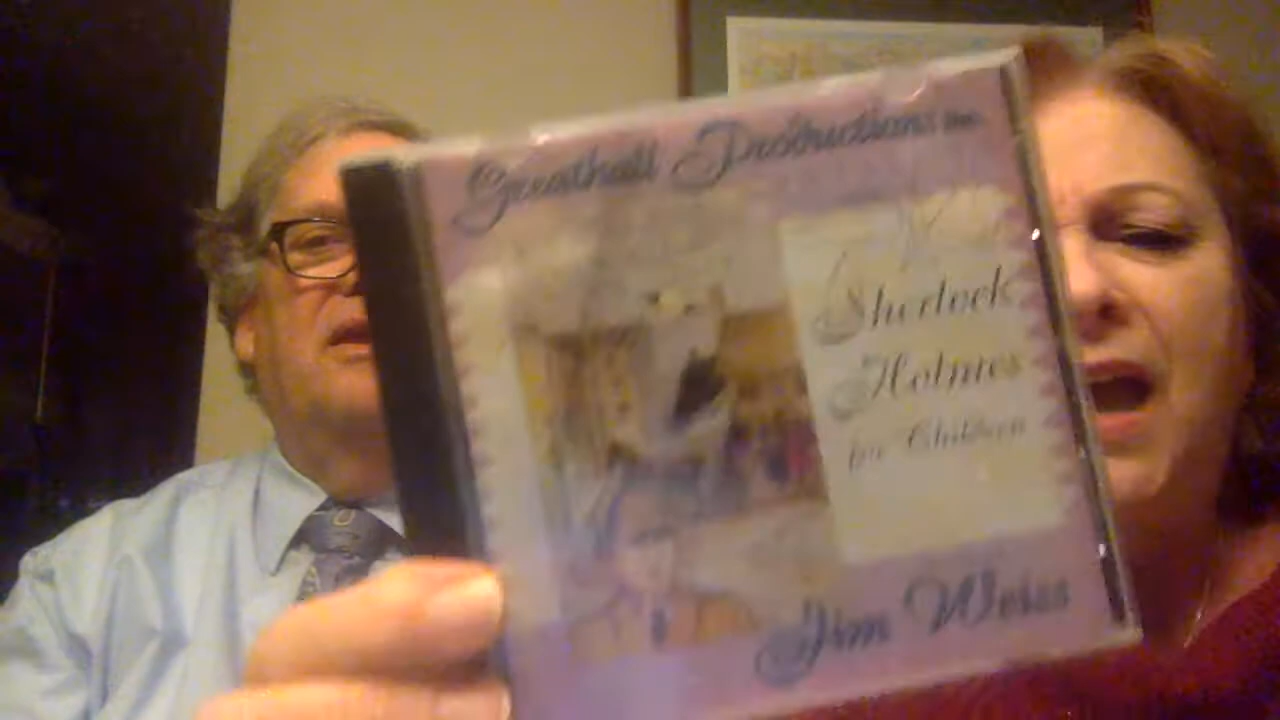 Greathall Productions Inc.
Sherlock
Holmes
for Children
Jim Weiss